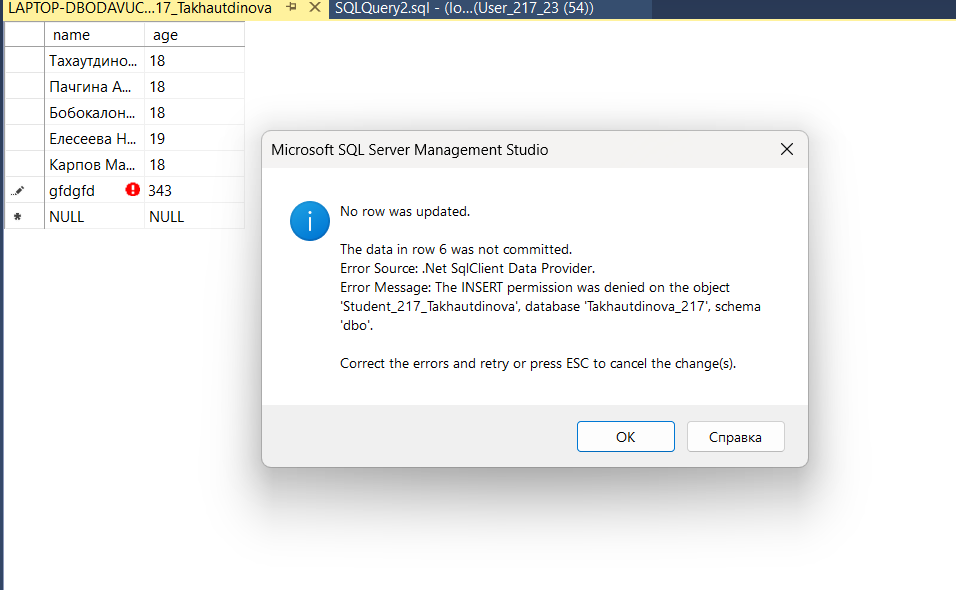 LAPTOP-DBODAVUC...17_Takhautdinova SQLQuery2.sql - (lo...(User_217_23 (54))
name age
Тахаутдино... 18
Пачгина А... 18
Бобокалон... 18
Елесеева Н... 19
Карпов Ма... 18
gfdgfd 343
NULL NULL
Microsoft SQL Server Management Studio
No row was updated.
The data in row 6 was not committed.
Error Source: .Net SqlClient Data Provider.
Error Message: The INSERT permission was denied on the object
'Student_217_Takhautdinova', database 'Takhautdinova_217', schema
'dbo'.
Correct the errors and retry or press ESC to cancel the change(s).
OK Справка